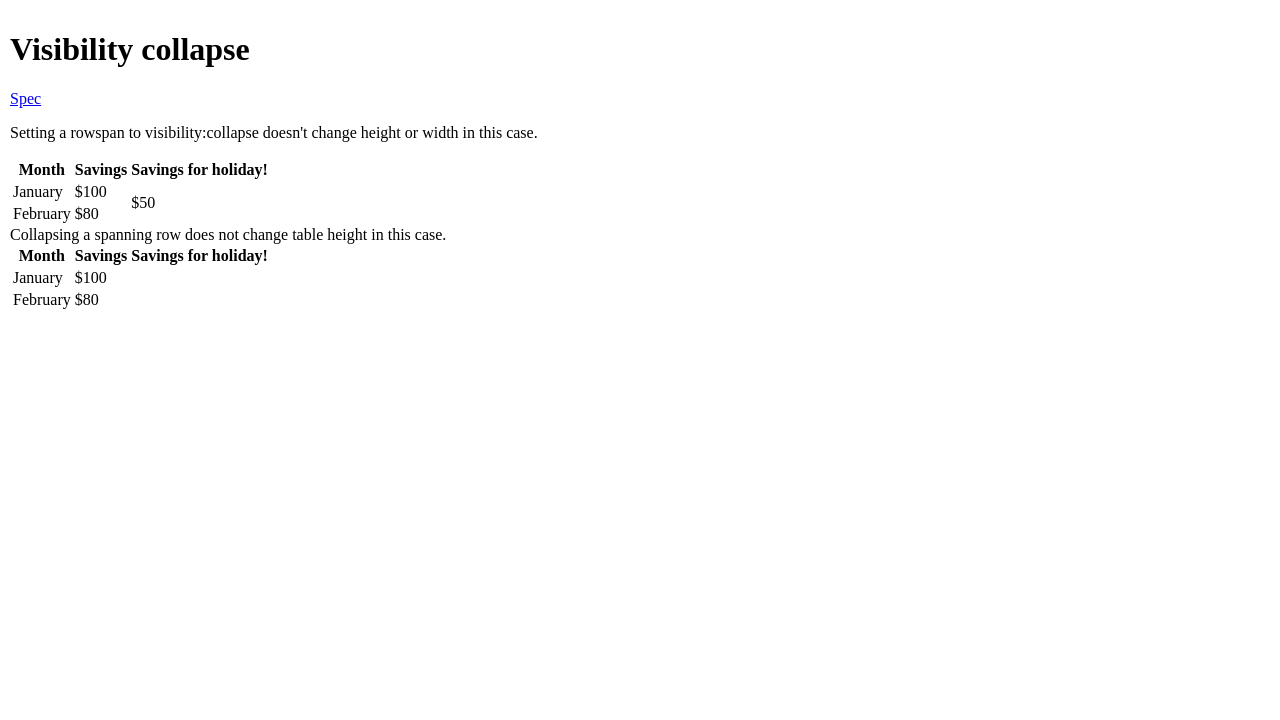 Visibility collapse
Spec
Setting a rowspan to visibility:collapse doesn't change height or width in this case.
Month Savings Savings for holiday!
January $100
$50
February $80
Collapsing a spanning row does not change table height in this case.
Month Savings Savings for holiday!
January $100
February $80